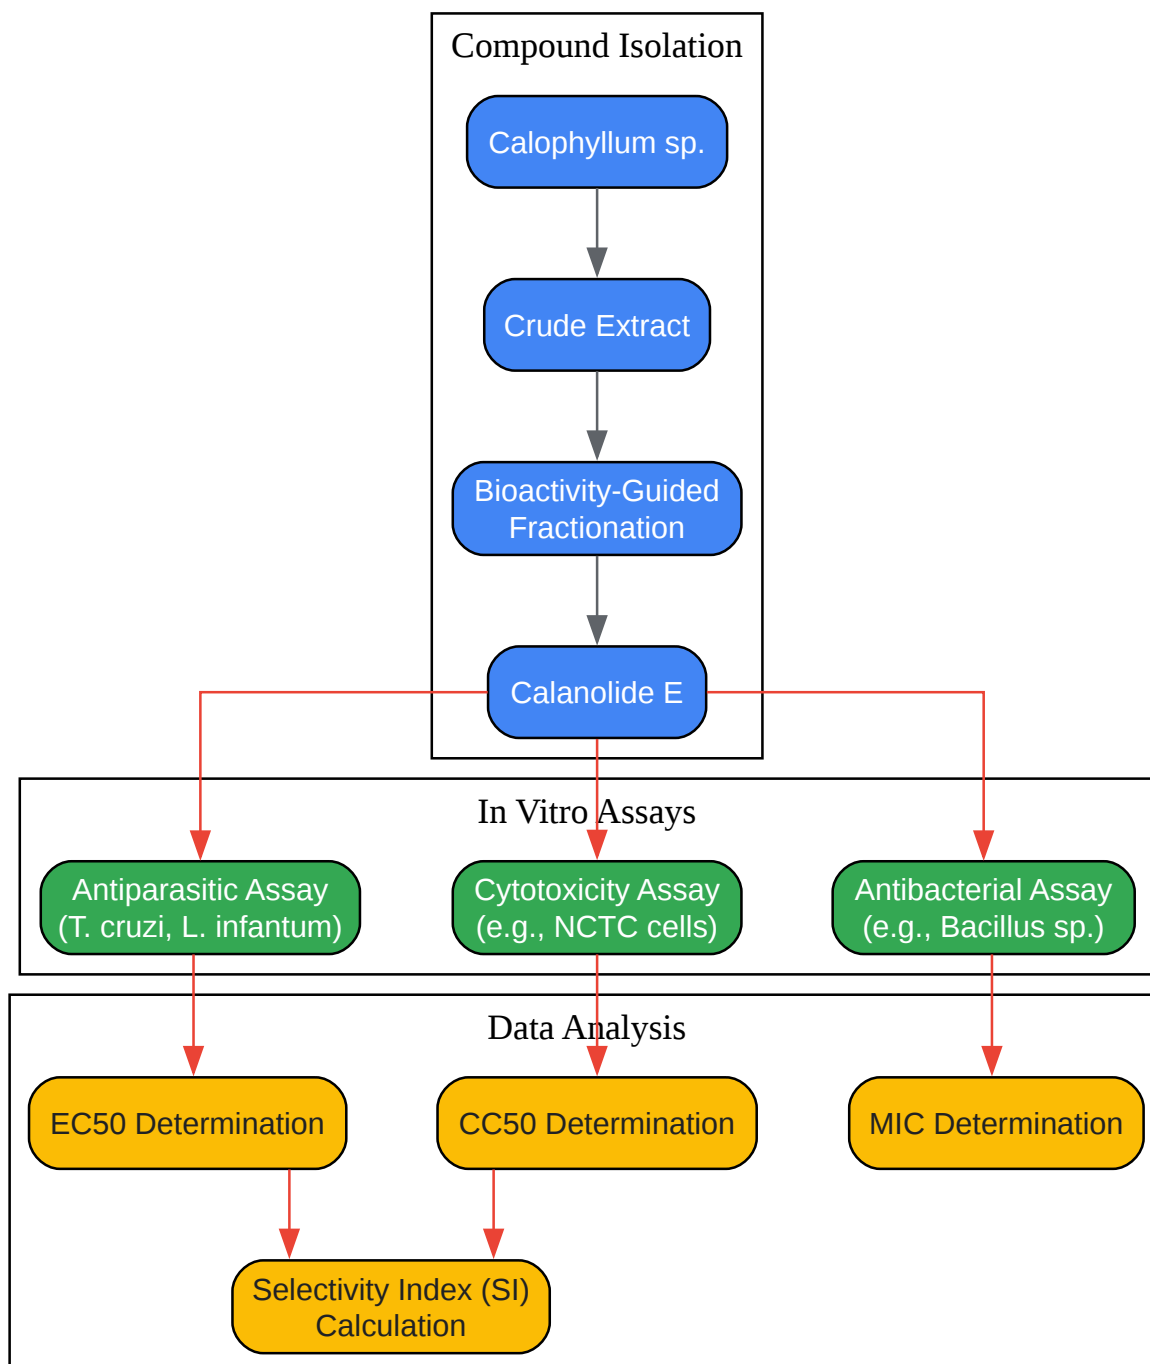 Compound Isolation
Calophyllum sp.
Crude Extract
Bioactivity-Guided
Fractionation
Calanolide E
In Vitro Assays
Antiparasitic Assay
(T. cruzi, L. infantum)
Cytotoxicity Assay
(e.g., NCTC cells)
Antibacterial Assay
(e.g., Bacillus sp.)
Data Analysis
EC50 Determination
CC50 Determination
MIC Determination
Selectivity Index (SI)
Calculation